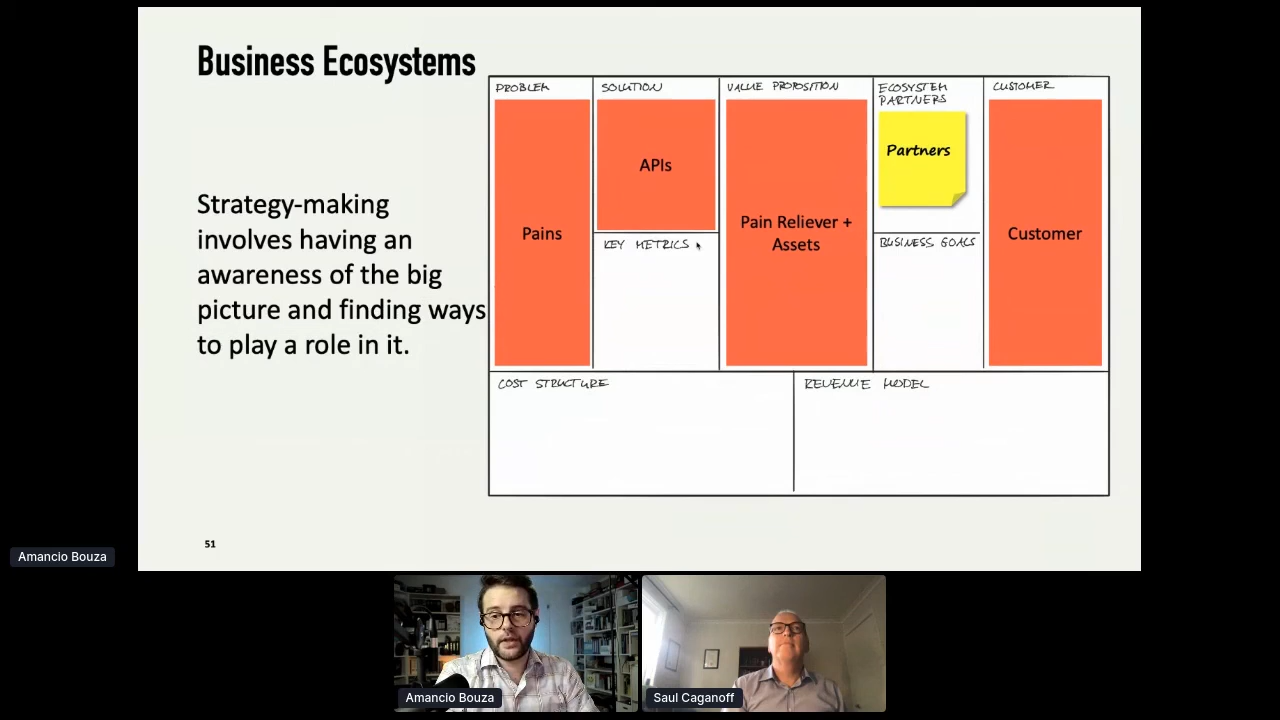 Business Ecosystems
Strategy-making
involves having an
awareness of the big
picture and finding ways
to play a role in it.
PROBLEM
SOLUTION
VALUE PROPOSITION
ECOSYSTEM
PARTNERS
CUSTOMER
Pains
APIs
Pain Reliever +
Assets
Partners
Customer
KEY METRICS
BUSINESS GOALS
COST STRUCTURE
REVENUE MODEL
51
Amancio Bouza
Amancio Bouza
Saul Caganoff